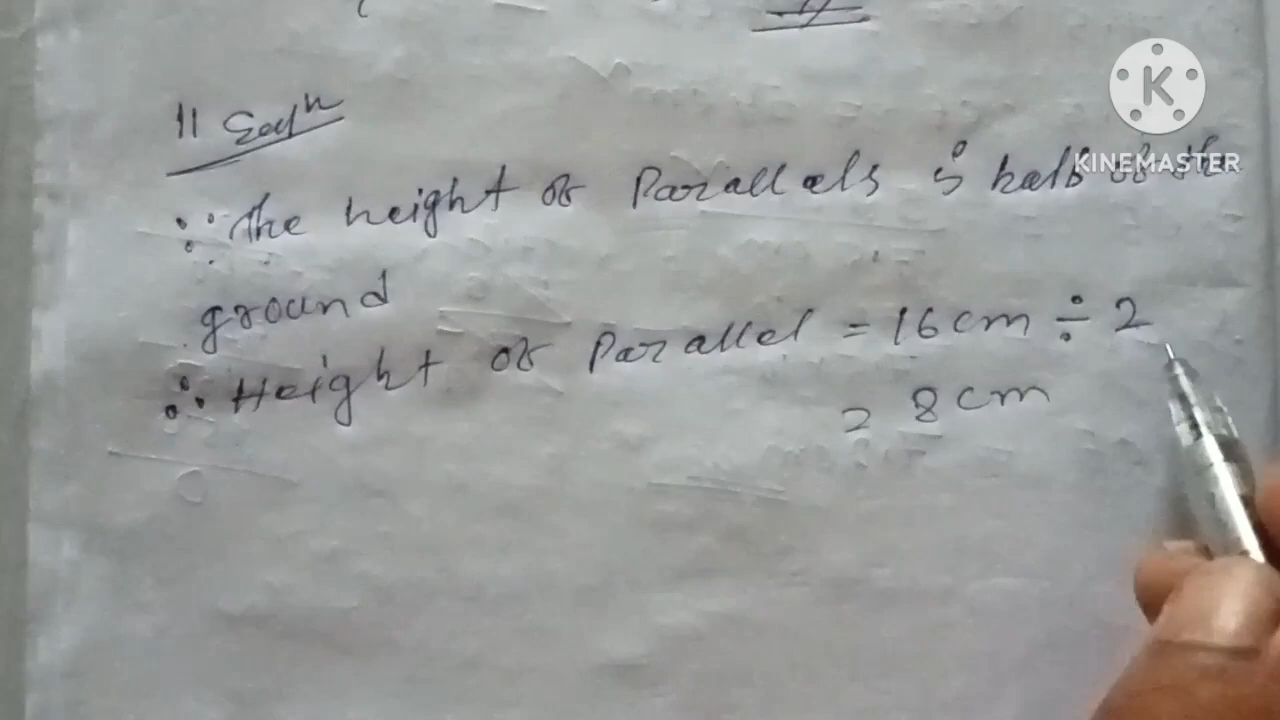 K
KINEMASTER
11 Solⁿ
∵ The height of Parallels is half of the
ground
∴ Height of Parallel = 16cm ÷ 2
= 8cm